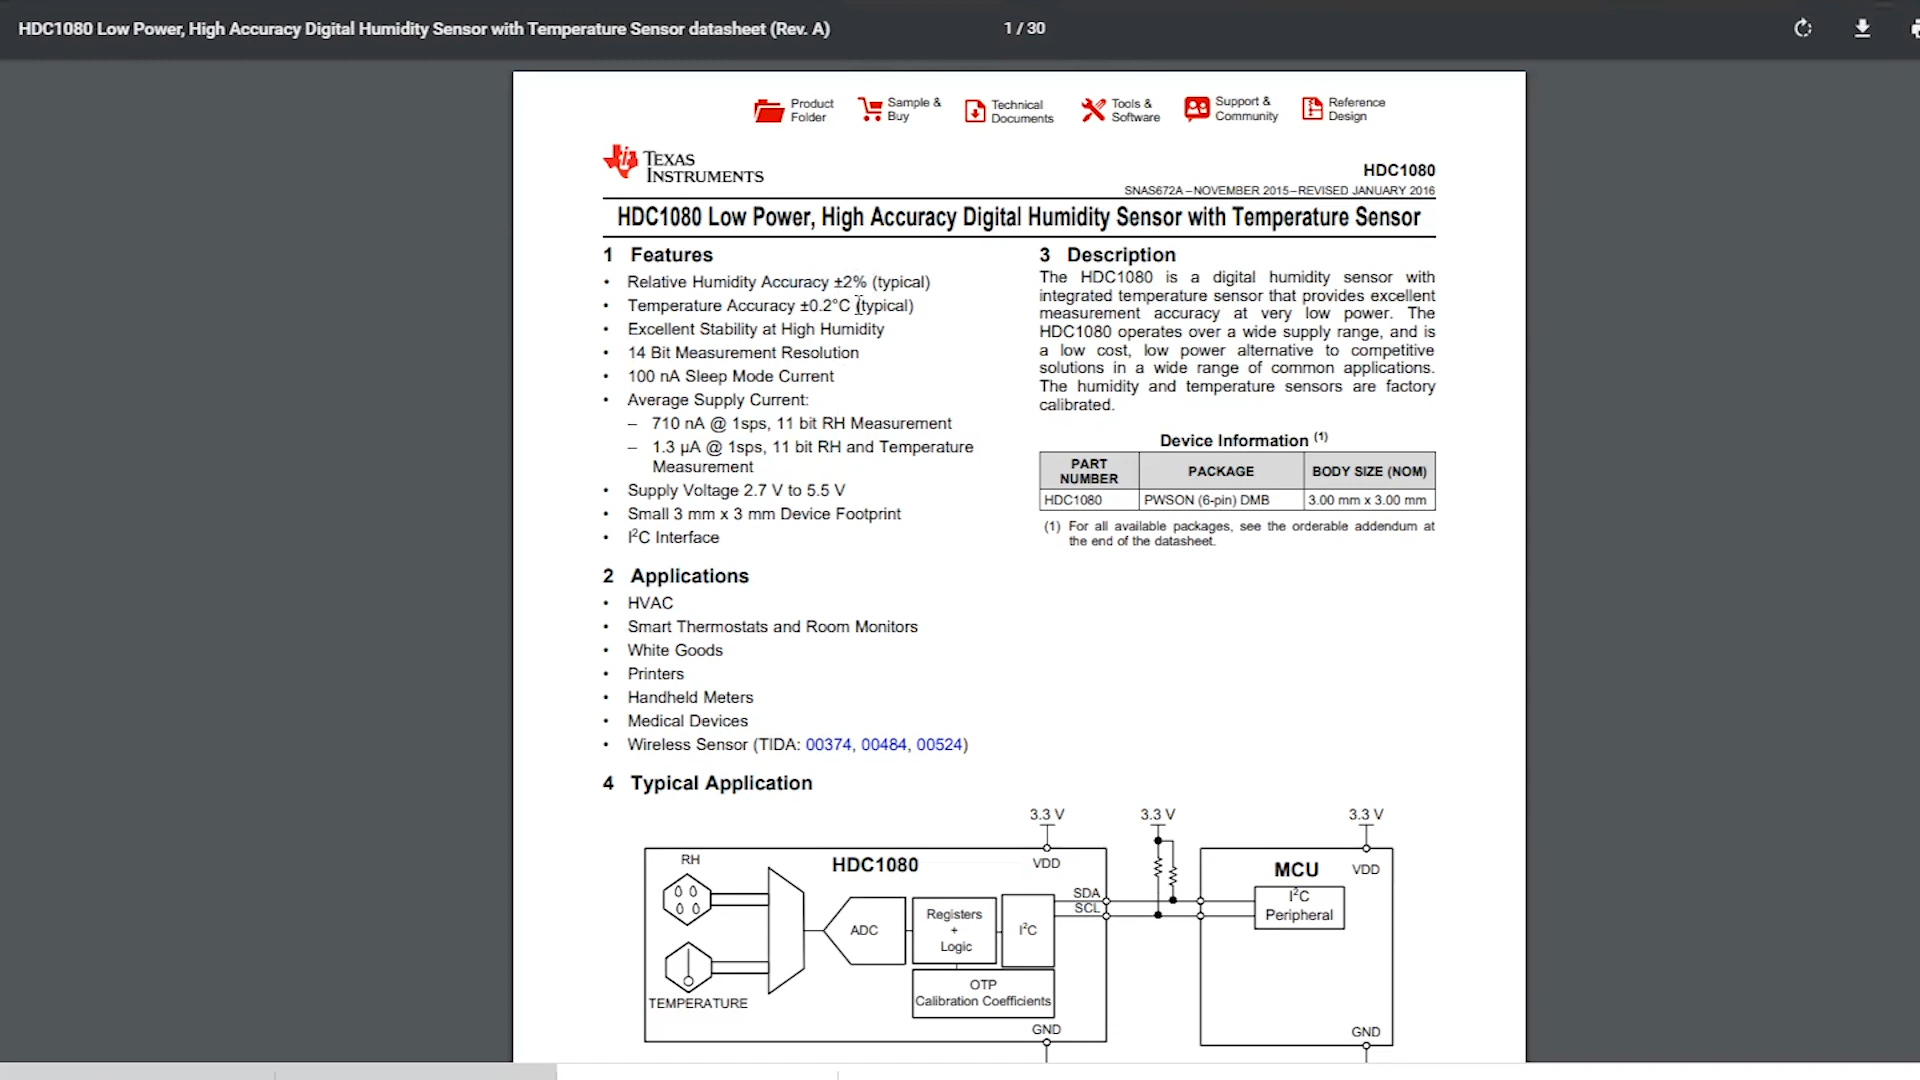 HDC1080 Low Power, High Accuracy Digital Humidity Sensor with Temperature Sensor datasheet (Rev. A)
1 / 30
Product Folder
Sample & Buy
Technical Documents
Tools & Software
Support & Community
Reference Design
TEXAS INSTRUMENTS
HDC1080
SNAS672A –NOVEMBER 2015–REVISED JANUARY 2016
HDC1080 Low Power, High Accuracy Digital Humidity Sensor with Temperature Sensor
1 Features
• Relative Humidity Accuracy ±2% (typical)
• Temperature Accuracy ±0.2°C (typical)
• Excellent Stability at High Humidity
• 14 Bit Measurement Resolution
• 100 nA Sleep Mode Current
• Average Supply Current:
– 710 nA @ 1sps, 11 bit RH Measurement
– 1.3 µA @ 1sps, 11 bit RH and Temperature
Measurement
• Supply Voltage 2.7 V to 5.5 V
• Small 3 mm x 3 mm Device Footprint
• I²C Interface
2 Applications
• HVAC
• Smart Thermostats and Room Monitors
• White Goods
• Printers
• Handheld Meters
• Medical Devices
• Wireless Sensor (TIDA: 00374, 00484, 00524)
3 Description
The HDC1080 is a digital humidity sensor with
integrated temperature sensor that provides excellent
measurement accuracy at very low power. The
HDC1080 operates over a wide supply range, and is
a low cost, low power alternative to competitive
solutions in a wide range of common applications.
The humidity and temperature sensors are factory
calibrated.
Device Information (1)
PART NUMBER PACKAGE BODY SIZE (NOM)
HDC1080 PWSON (6-pin) DMB 3.00 mm x 3.00 mm
(1) For all available packages, see the orderable addendum at
the end of the datasheet.
4 Typical Application
3.3 V 3.3 V 3.3 V
RH
HDC1080
VDD
MCU
VDD
SDA
SCL
I²C
Peripheral
ADC
Registers
+
Logic
I²C
OTP
Calibration Coefficients
TEMPERATURE
GND
GND